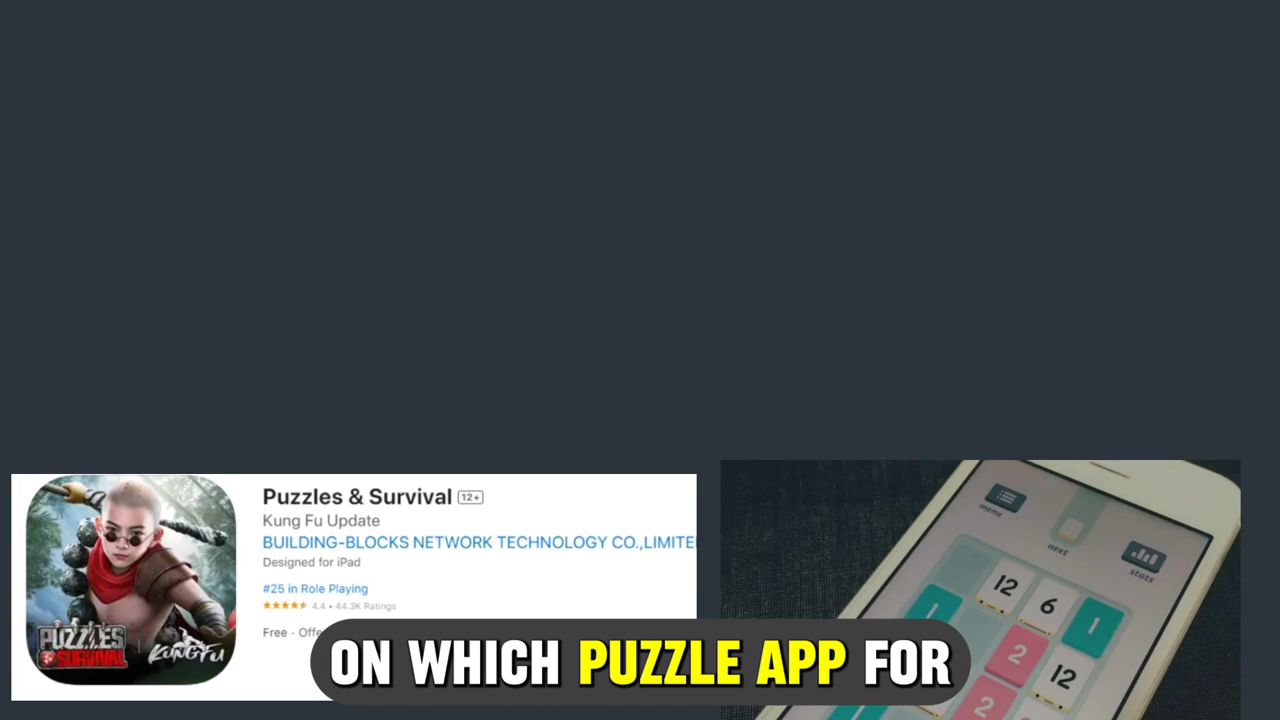 Puzzles & Survival 12+
Kung Fu Update
BUILDING-BLOCKS NETWORK TECHNOLOGY CO.,LIMITE
Designed for iPad
#25 in Role Playing
4.4 • 44.3K Ratings
Free · Offe
PUZZLES & SURVIVAL
KUNGFU
menu
next
stats
12
6
1
1
2
12
2
ON WHICH PUZZLE APP FOR